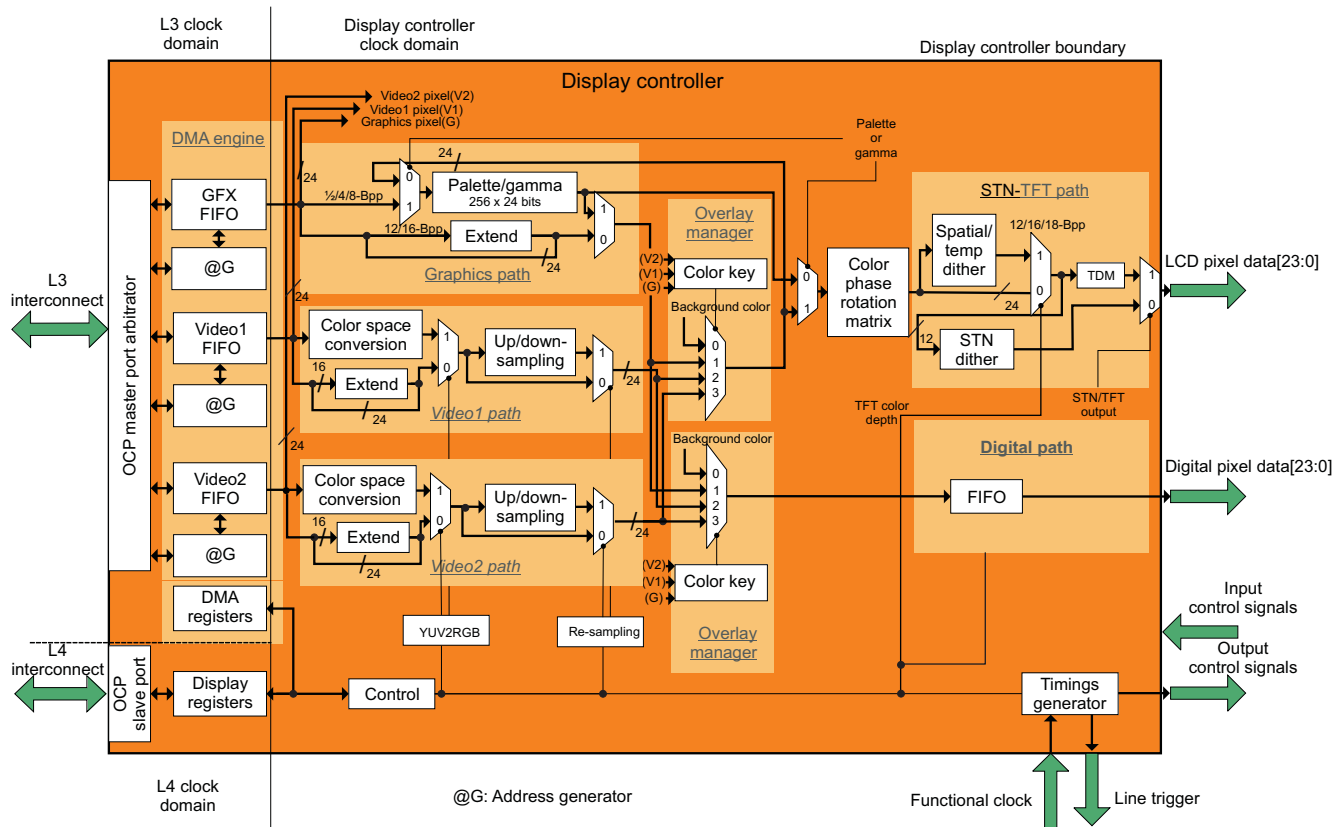 L3 clock
domain
Display controller
clock domain
Display controller boundary
Display controller
Video2 pixel(V2)
Video1 pixel(V1)
Graphics pixel(G)
DMA engine
Palette
or
gamma
24
24
0
1
Palette/gamma
256 x 24 bits
1
0
½/4/8-Bpp
12/16-Bpp
Extend
24
Graphics path
GFX
FIFO
@G
L3
interconnect
OCP master port arbitrator
Overlay
manager
(V2)
(V1)
(G)
Color key
Background color
0
1
2
3
0
1
Color
phase
rotation
matrix
STN-TFT path
12/16/18-Bpp
Spatial/
temp
dither
1
0
24
TDM
1
0
12
STN
dither
LCD pixel data[23:0]
24
Video1
FIFO
@G
Color space
conversion
1
0
Up/down-
sampling
1
0
24
16
Extend
24
Video1 path
TFT color
depth
STN/TFT
output
24
Video2
FIFO
@G
Color space
conversion
1
0
Up/down-
sampling
1
0
24
16
Extend
24
Video2 path
Background color
0
1
2
3
(V2)
(V1)
(G)
Color key
Overlay
manager
Digital path
FIFO
Digital pixel data[23:0]
DMA
registers
YUV2RGB
Re-sampling
Input
control signals
Output
control signals
L4
interconnect
OCP
slave port
Display
registers
Control
Timings
generator
L4 clock
domain
@G: Address generator
Functional clock
Line trigger